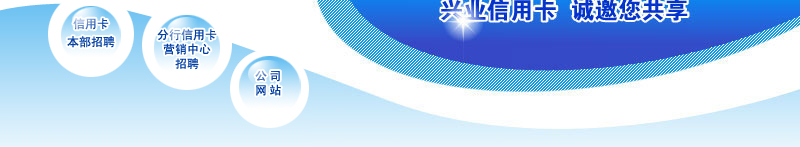 兴业信用卡 诚邀您共享
信用卡
本部招聘
分行信用卡
营销中心
招聘
公司
网站